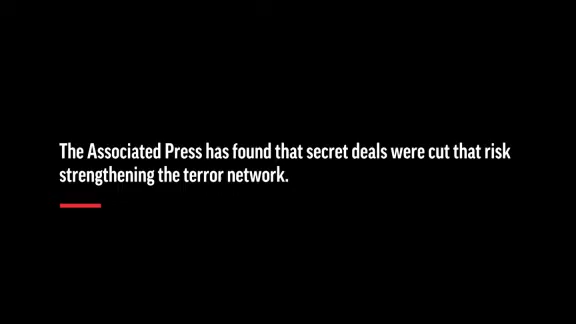 The Associated Press has found that secret deals were cut that risk
strengthening the terror network.